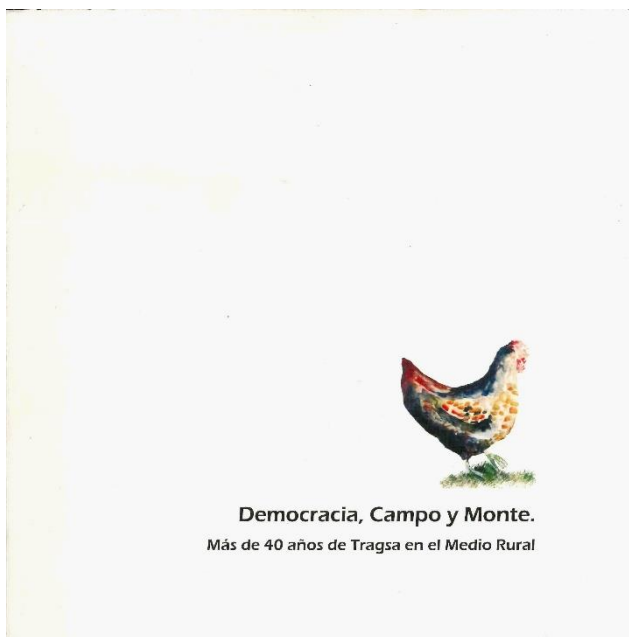 Democracia, Campo y Monte.
Más de 40 años de Tragsa en el Medio Rural